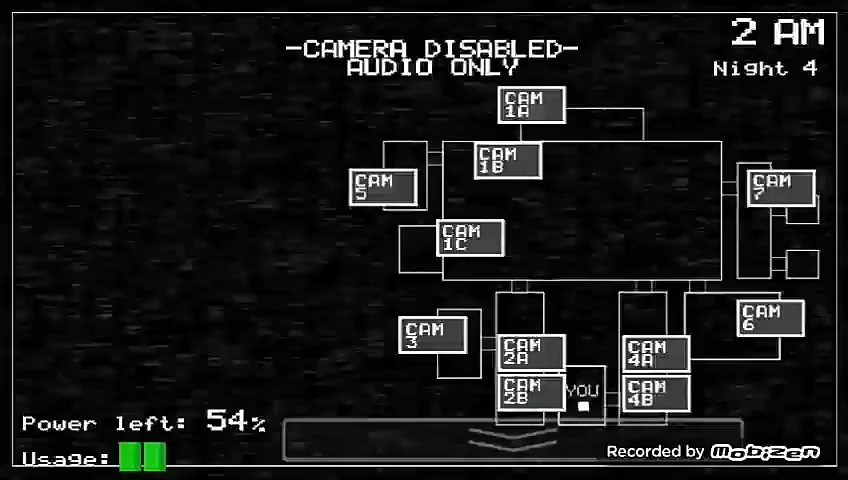 -CAMERA DISABLED-
AUDIO ONLY
2 AM
Night 4
CAM
1A
CAM
1B
CAM
5
CAM
7
CAM
1C
CAM
6
CAM
3
CAM
2A
CAM
4A
CAM
2B
YOU
CAM
4B
Power left: 54%
Usage:
Recorded by Mobizen